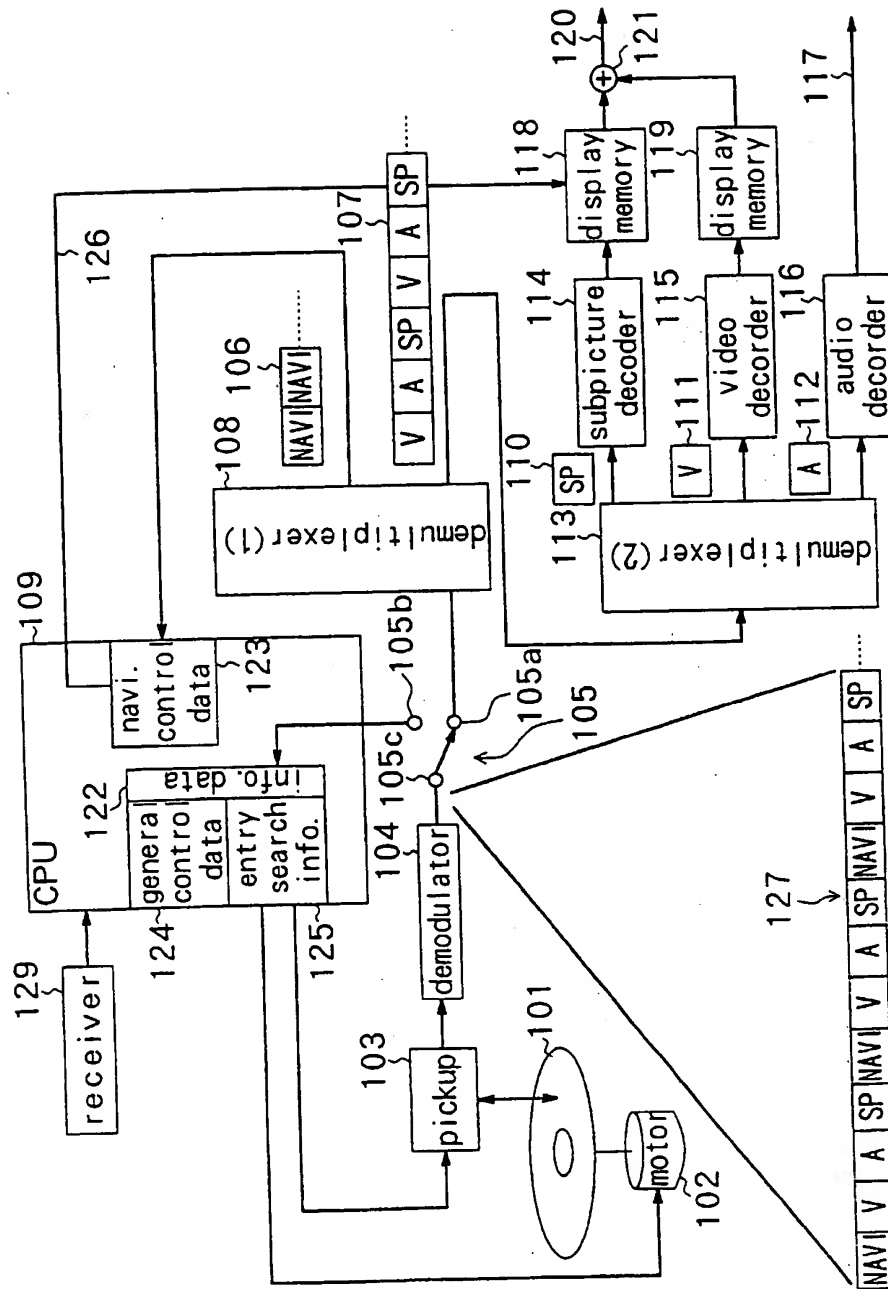 129
receiver
CPU
109
122
general
control
data
info. data
entry
search
info.
124
125
navi.
control
data
123
126
103
pickup
104
demodulator
105c
105b
105a
105
101
motor
102
108
demultiplexer(1)
106
NAVI NAVI
107
V A SP V A SP
113
demultiplexer(2)
110
SP
V
111
A
112
114
subpicture
decoder
115
video
decorder
116
audio
decorder
118
display
memory
119
display
memory
120
121
117
127
NAVI V A SP NAVI V A SP NAVI V A SP